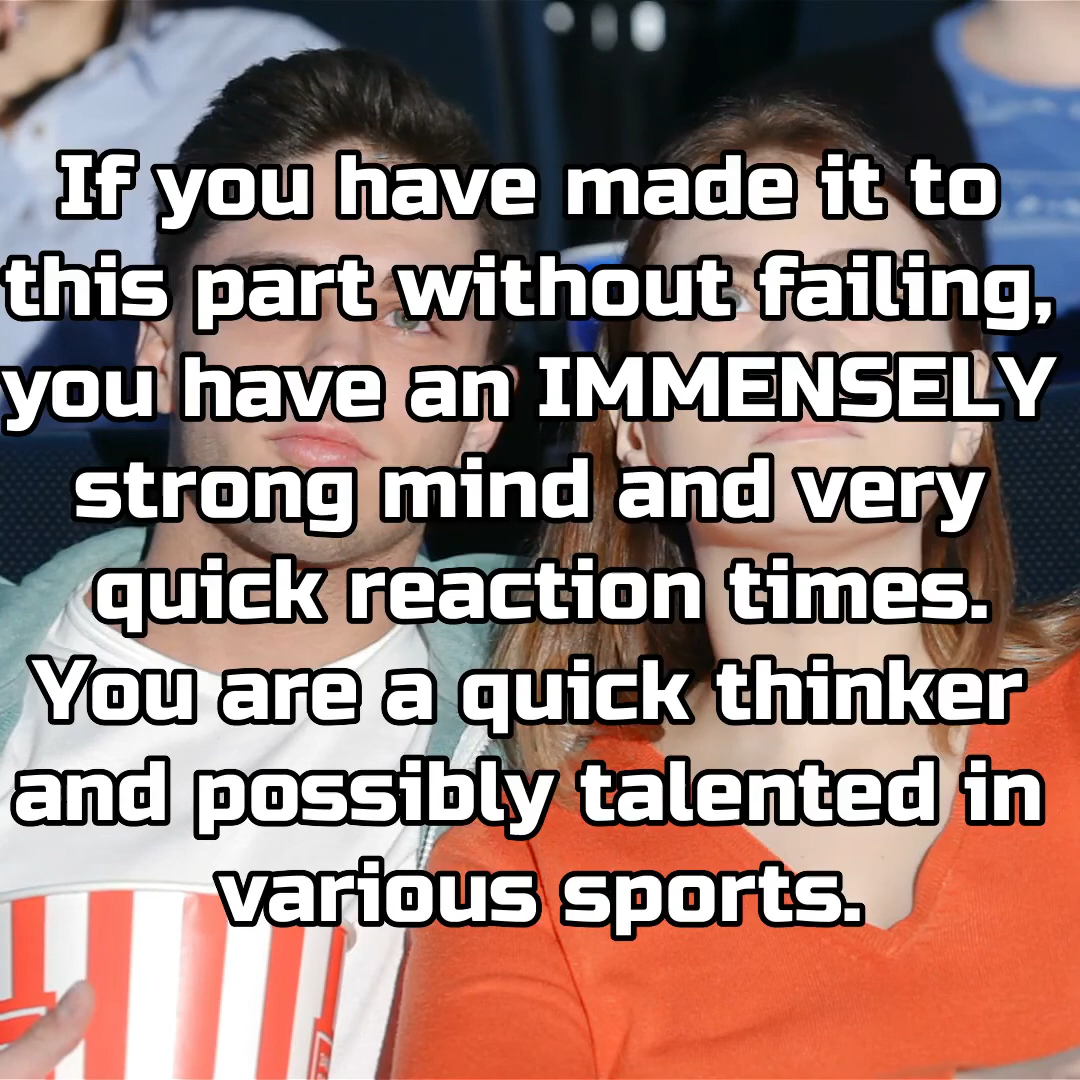 If you have made it to
this part without failing,
you have an IMMENSELY
strong mind and very
quick reaction times.
You are a quick thinker
and possibly talented in
various sports.